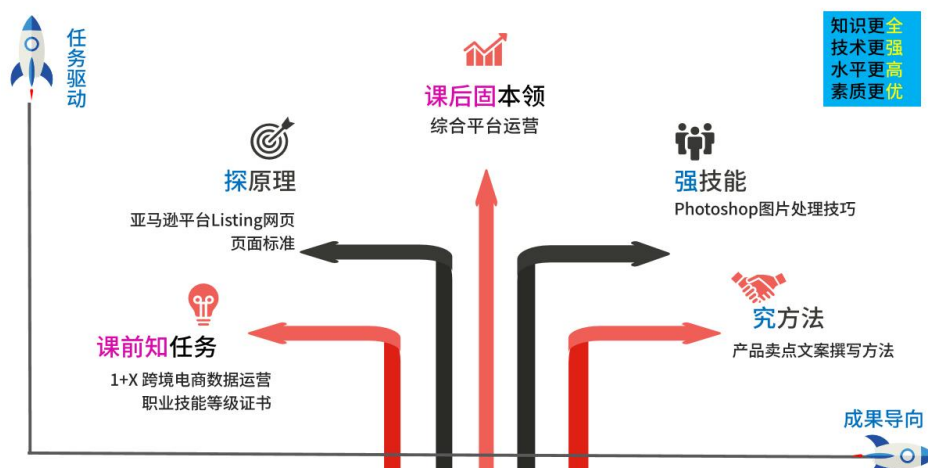 任务驱动
知识更全
技术更强
水平更高
素质更优
课后固本领
综合平台运营
探原理
亚马逊平台Listing网页
页面标准
强技能
Photoshop图片处理技巧
课前知任务
1+X 跨境电商数据运营
职业技能等级证书
究方法
产品卖点文案撰写方法
成果导向